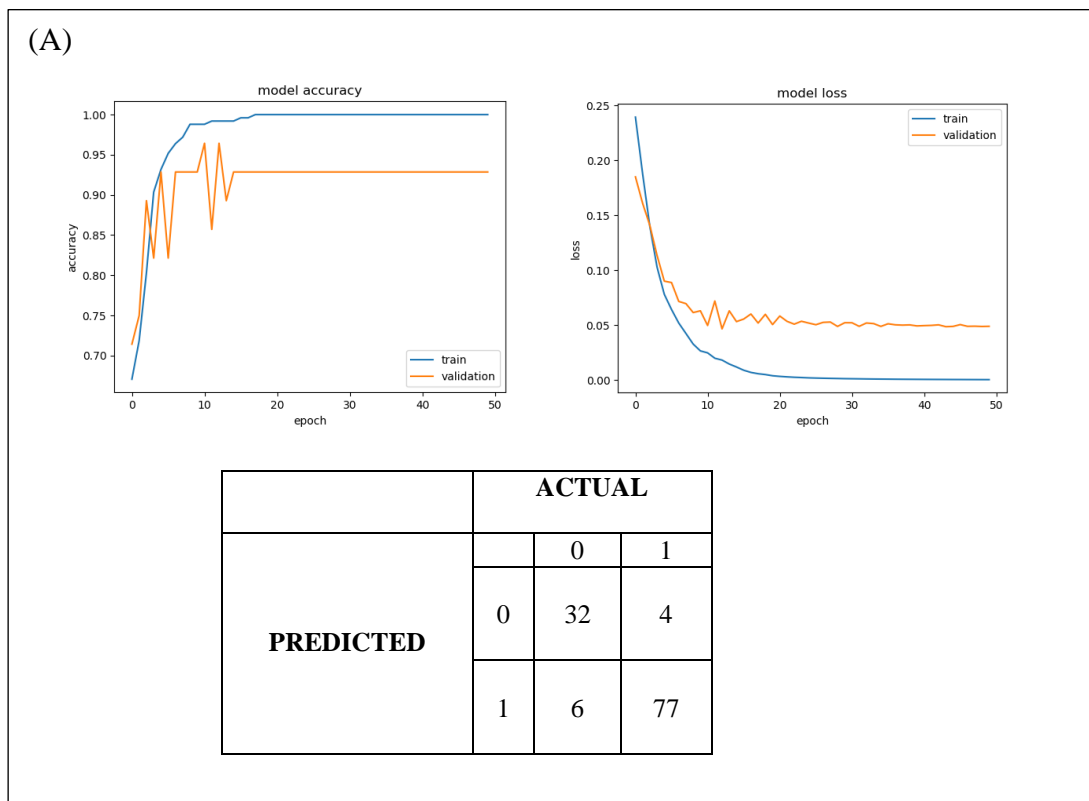 (A)
model accuracy
1.00
0.95
0.90
0.85
0.80
0.75
0.70
accuracy
0 10 20 30 40 50
epoch
train
validation
model loss
0.25
0.20
0.15
0.10
0.05
0.00
loss
0 10 20 30 40 50
epoch
train
validation
ACTUAL
0 1
PREDICTED
0 32 4
1 6 77